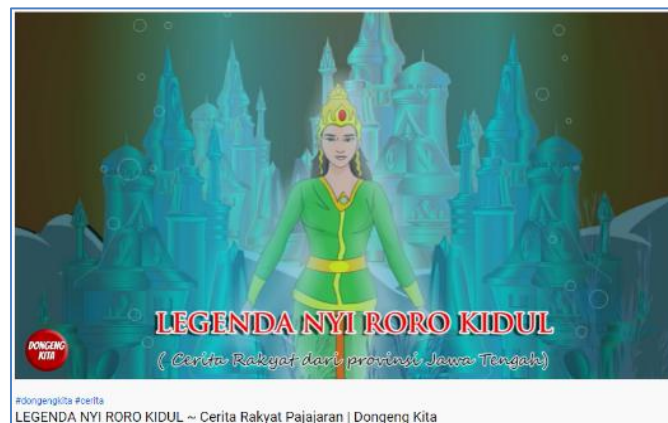 LEGENDA NYI RORO KIDUL
( Cerita Rakyat dari provinsi Jawa Tengah)
DONGENG
KITA
#dongengkita #cerita
LEGENDA NYI RORO KIDUL ~ Cerita Rakyat Pajajaran | Dongeng Kita